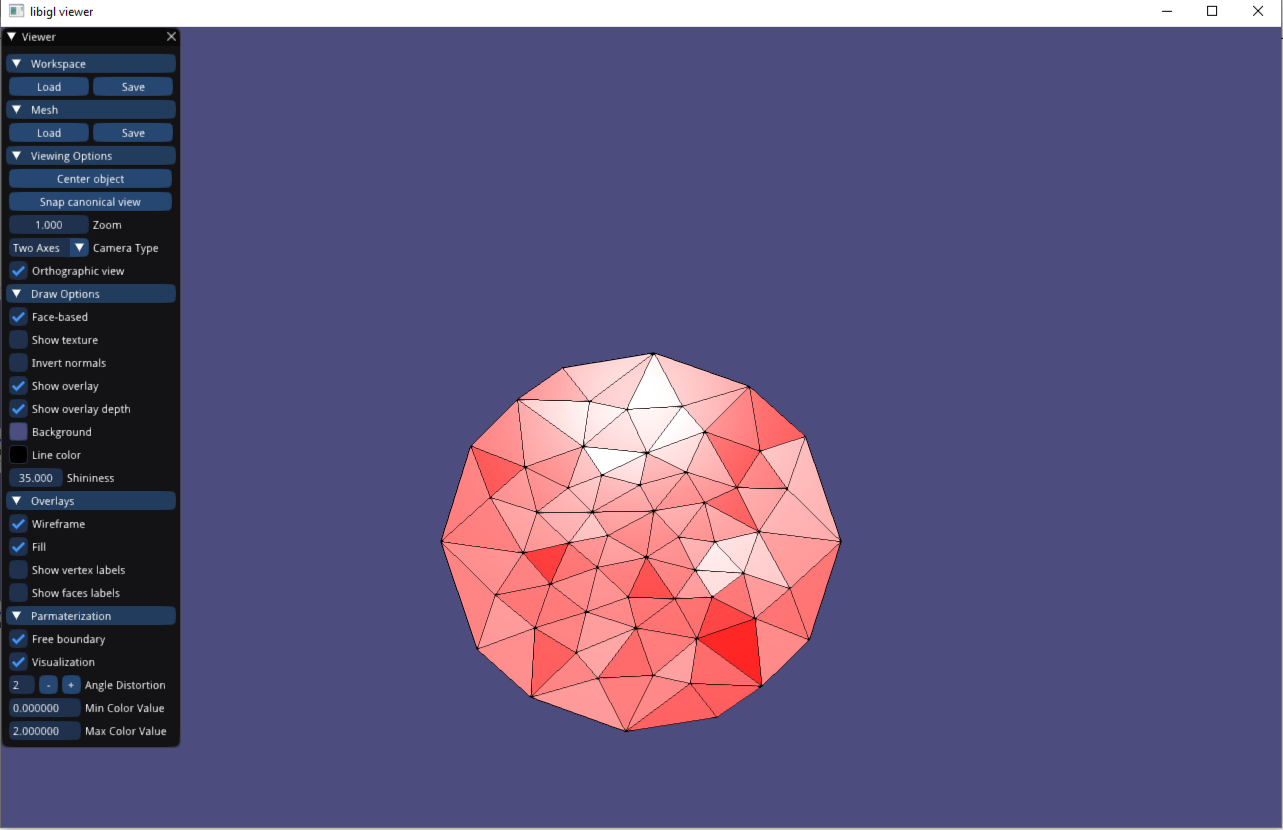 libigl viewer
Viewer
Workspace
Load Save
Mesh
Load Save
Viewing Options
Center object
Snap canonical view
1.000 Zoom
Two Axes Camera Type
Orthographic view
Draw Options
Face-based
Show texture
Invert normals
Show overlay
Show overlay depth
Background
Line color
35.000 Shininess
Overlays
Wireframe
Fill
Show vertex labels
Show faces labels
Parmaterization
Free boundary
Visualization
2 - + Angle Distortion
0.000000 Min Color Value
2.000000 Max Color Value